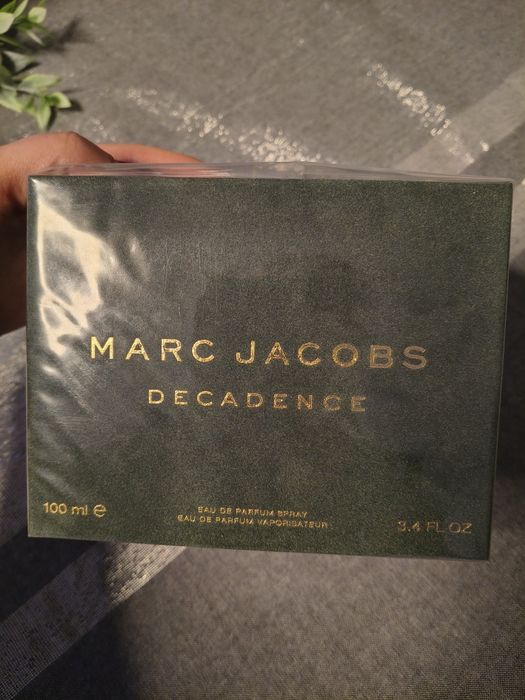 MARC JACOBS
DECADENCE
100 ml ℮
EAU DE PARFUM SPRAY
EAU DE PARFUM VAPORISATEUR
3.4 FL OZ